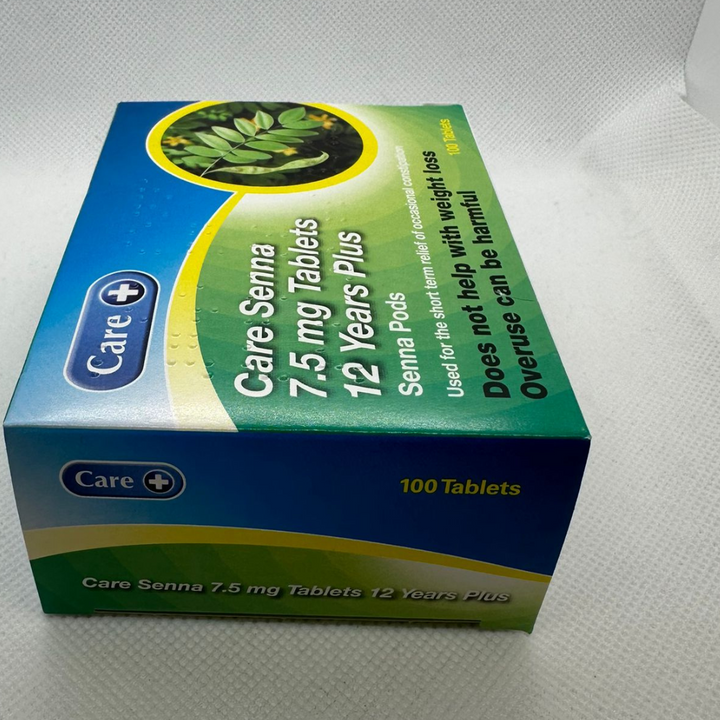 Care
Care Senna
7.5 mg Tablets
12 Years Plus
Senna Pods
Used for the short term relief of occasional constipation
100 Tablets
Does not help with weight loss
Overuse can be harmful
Care
100 Tablets
Care Senna 7.5 mg Tablets 12 Years Plus